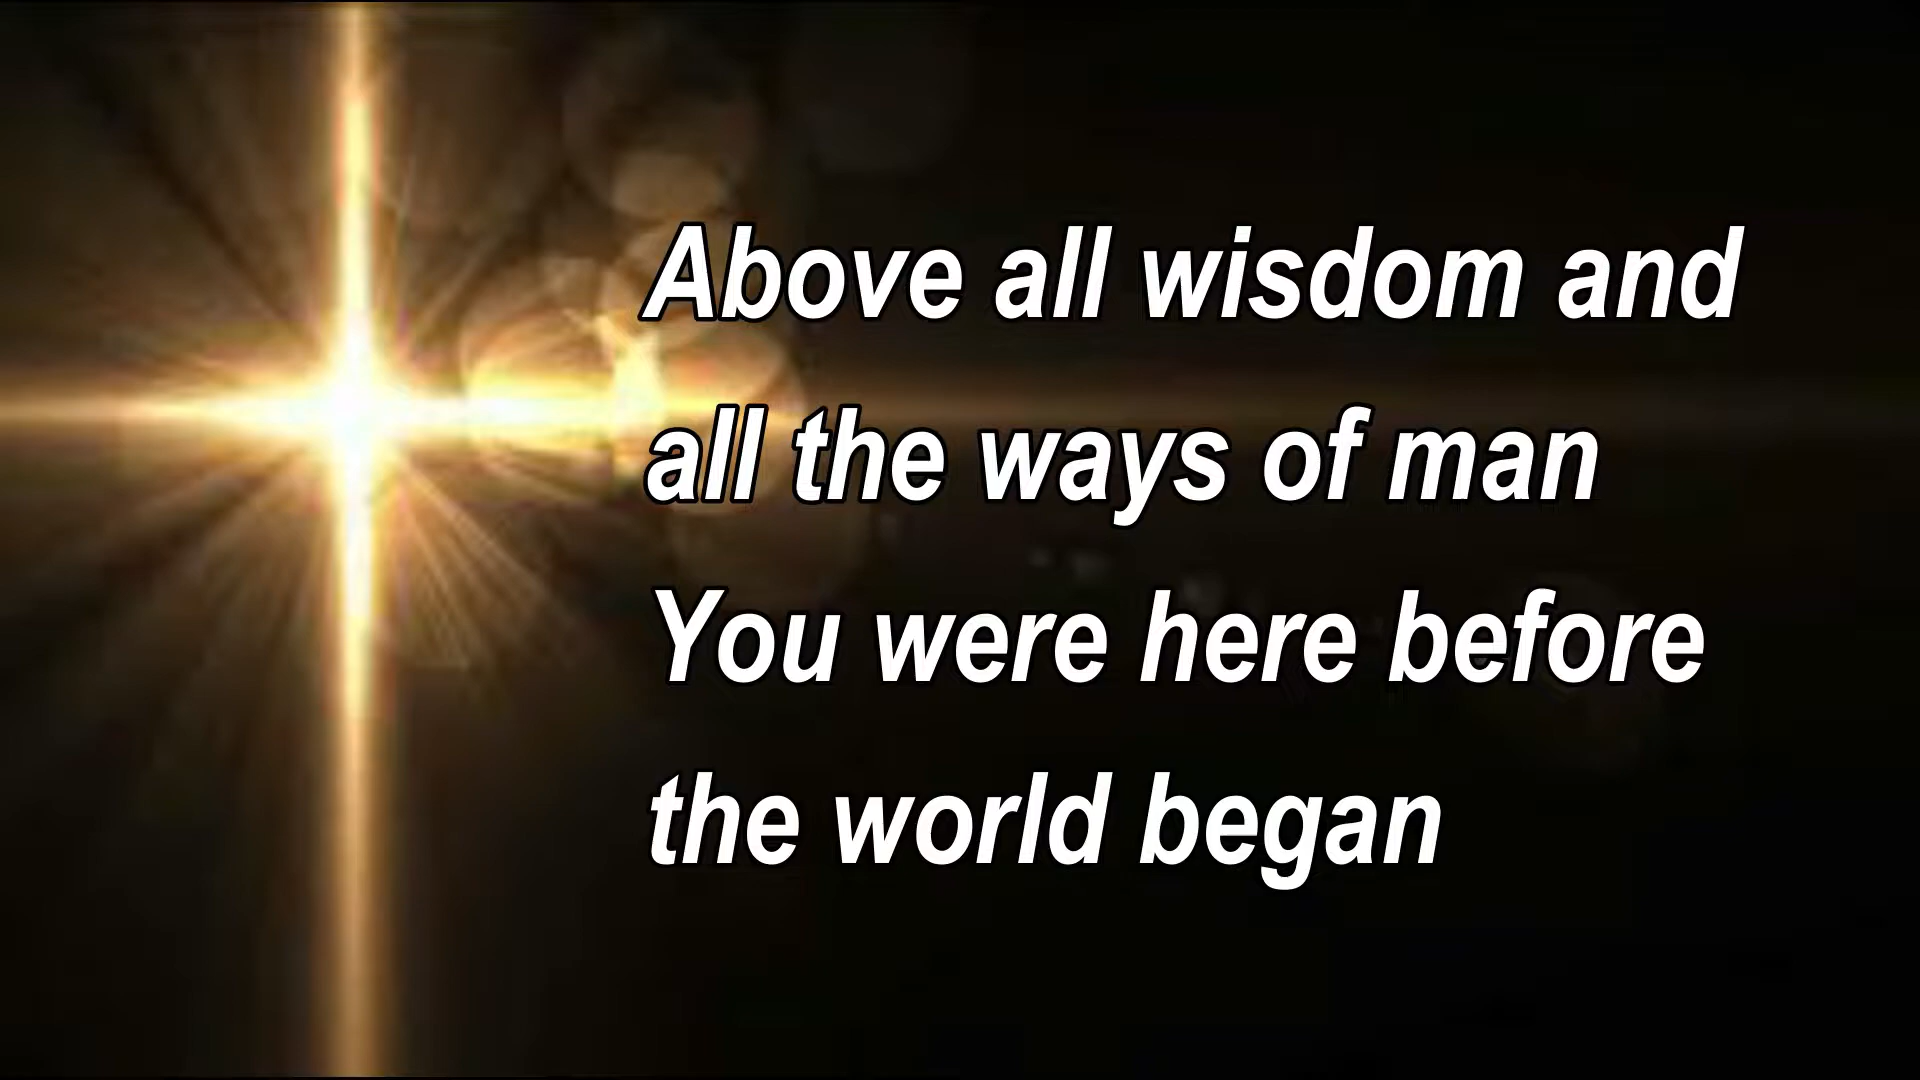 Above all wisdom and
all the ways of man
You were here before
the world began